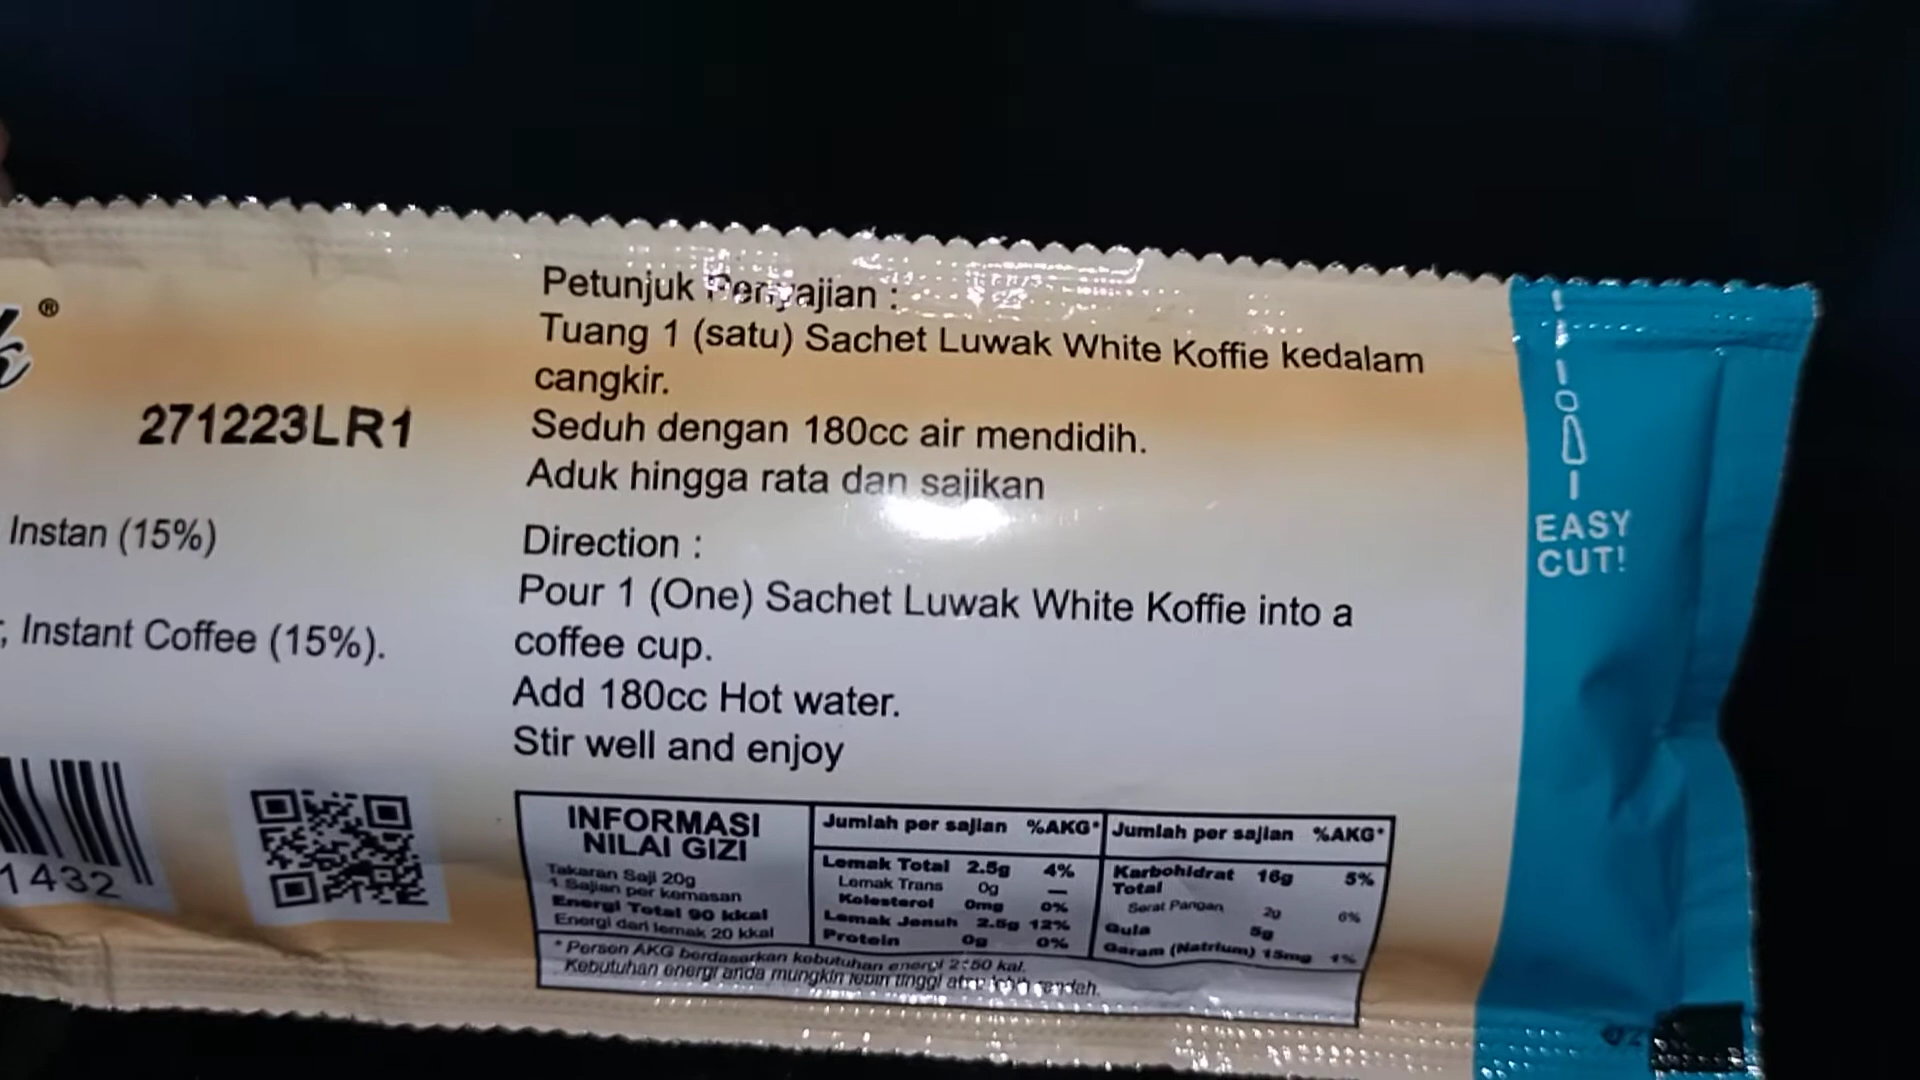 ®
271223LR1
Instan (15%)
, Instant Coffee (15%).
1432
Petunjuk Penyajian :
Tuang 1 (satu) Sachet Luwak White Koffie kedalam
cangkir.
Seduh dengan 180cc air mendidih.
Aduk hingga rata dan sajikan
Direction :
Pour 1 (One) Sachet Luwak White Koffie into a
coffee cup.
Add 180cc Hot water.
Stir well and enjoy
INFORMASI
NILAI GIZI
Takaran Saji 20g
1 Sajian per kemasan
Energi Total 90 kkal
Energi dari lemak 20 kkal
Jumlah per sajian %AKG*
Lemak Total 2.5g 4%
Lemak Trans 0g —
Kolesterol 0mg 0%
Lemak Jenuh 2.5g 12%
Protein 0g 0%
Jumlah per sajian %AKG*
Karbohidrat 16g 5%
Total
Serat Pangan 2g 6%
Gula 5g
Garam (Natrium) 15mg 1%
* Persen AKG berdasarkan kebutuhan energi kal.
Kebutuhan energi anda mungkin lebih tinggi atau lebih rendah.
EASY
CUT!